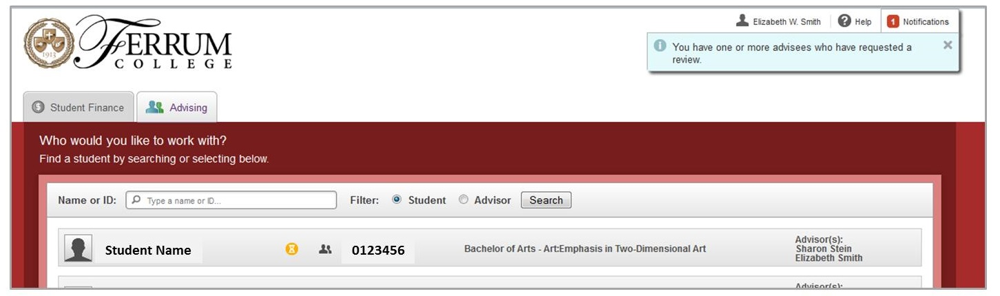 FERRUM
COLLEGE
1913
Elizabeth W. Smith
Help
1 Notifications
You have one or more advisees who have requested a
review.
Student Finance
Advising
Who would you like to work with?
Find a student by searching or selecting below.
Name or ID: Type a name or ID... Filter: Student Advisor Search
Student Name 0123456 Bachelor of Arts - Art:Emphasis in Two-Dimensional Art
Advisor(s):
Sharon Stein
Elizabeth Smith
Advisor(s):